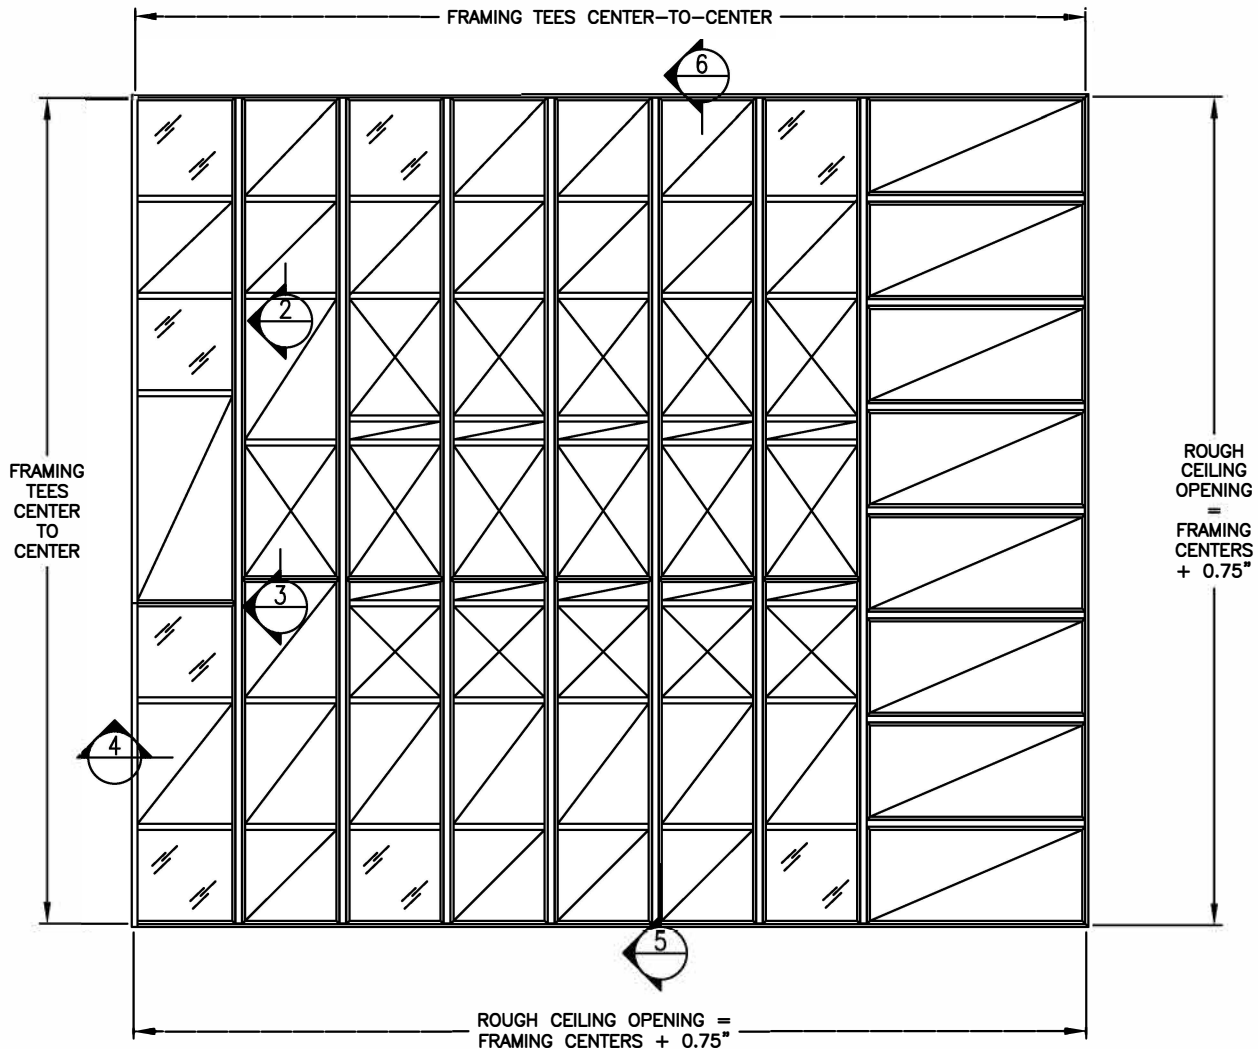 FRAMING TEES CENTER-TO-CENTER
6
2
FRAMING
TEES
CENTER
TO
CENTER
ROUGH
CEILING
OPENING
=
FRAMING
CENTERS
+ 0.75"
3
4
5
ROUGH CEILING OPENING =
FRAMING CENTERS + 0.75"